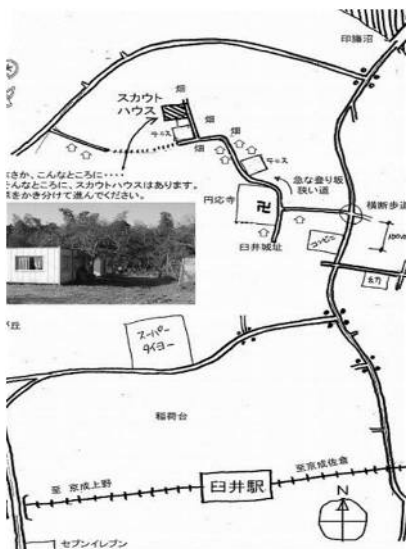 印旛沼
スカウト
ハウス
畑
畑
畑
畑
テニス
テニス
急な登り坂
狭い道
さか、こんなところに・・・・
そんなところに、スカウトハウスはあります。
をかき分けて進んでください。
円応寺
卍
臼井城址
横断歩道
コンビニ
100m
スーパー
タイヨー
稲荷台
至 京成上野
臼井駅
至京成佐倉
N
セブンイレブン